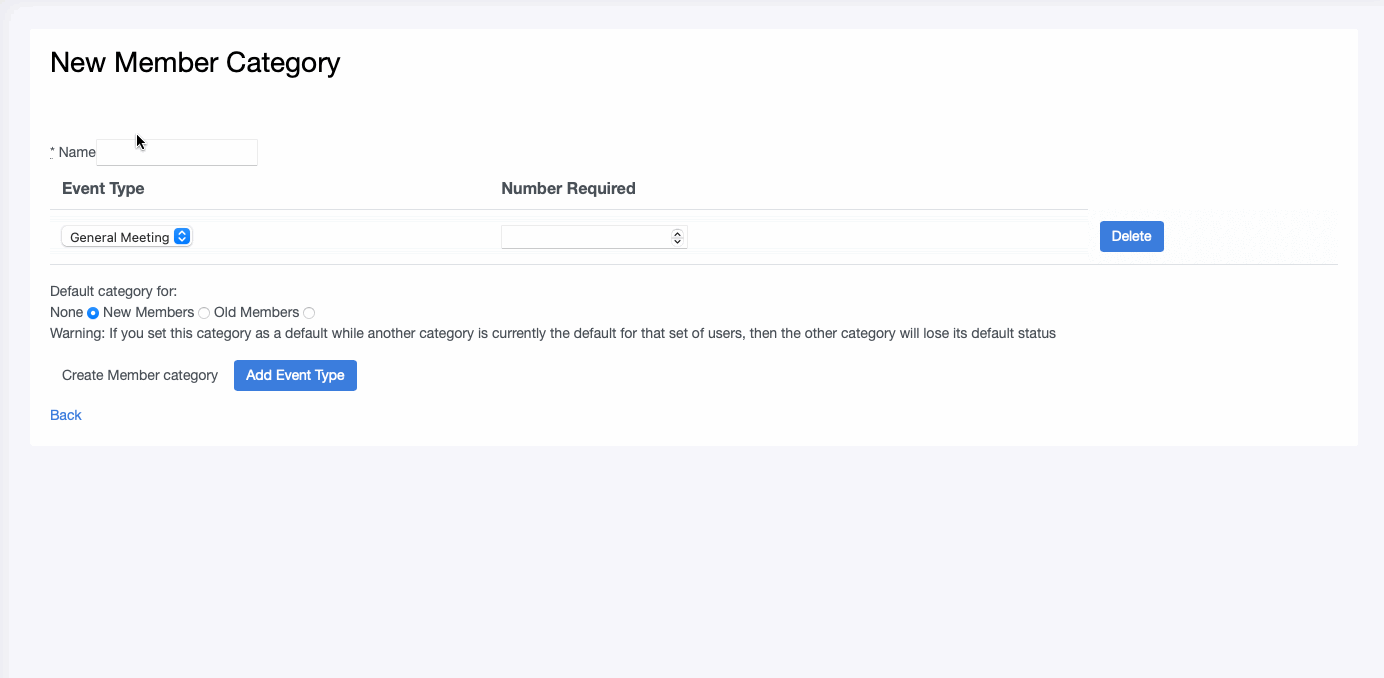 New Member Category
* Name
Event Type Number Required
General Meeting Delete
Default category for:
None New Members Old Members
Warning: If you set this category as a default while another category is currently the default for that set of users, then the other category will lose its default status
Create Member category Add Event Type
Back